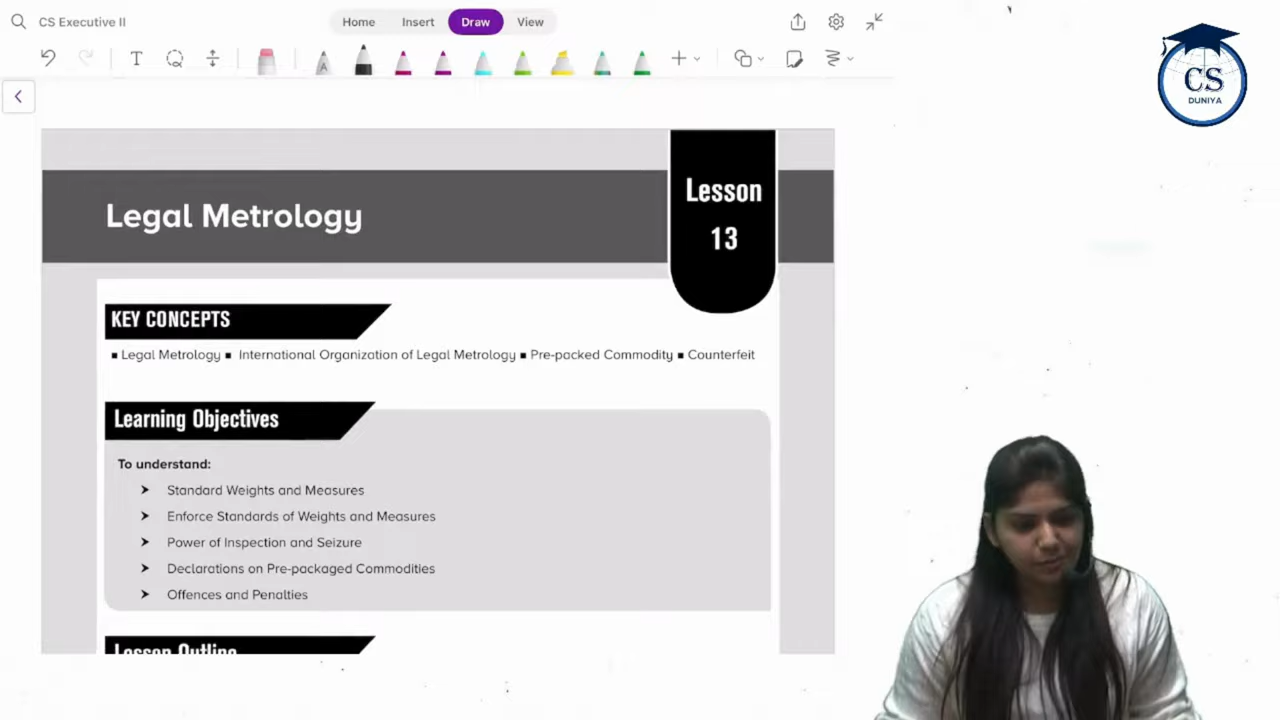 CS Executive II
Home Insert Draw View
T
A
CS
DUNIYA
Lesson
13
Legal Metrology
KEY CONCEPTS
▪ Legal Metrology ▪ International Organization of Legal Metrology ▪ Pre-packed Commodity ▪ Counterfeit
Learning Objectives
To understand:
➤ Standard Weights and Measures
➤ Enforce Standards of Weights and Measures
➤ Power of Inspection and Seizure
➤ Declarations on Pre-packaged Commodities
➤ Offences and Penalties
Lesson Outline